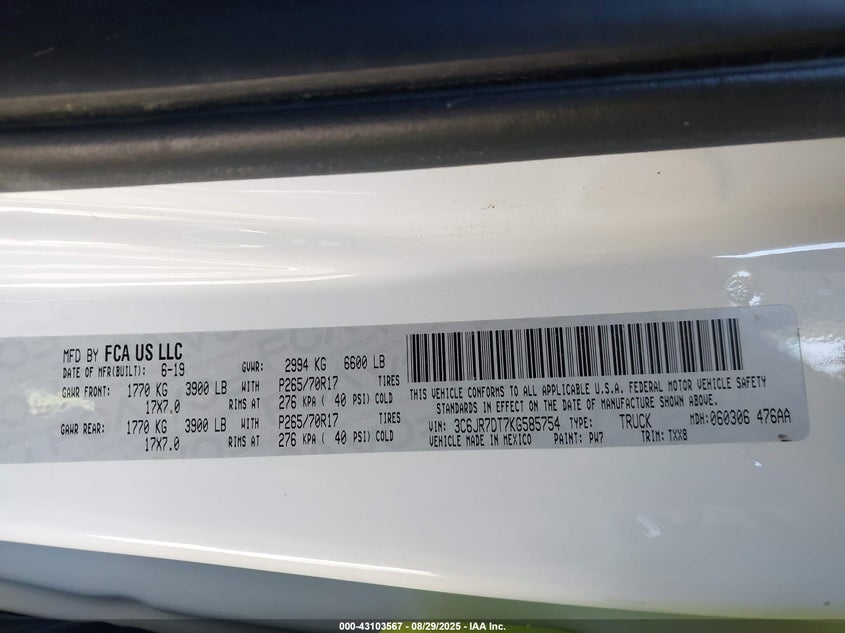 MFD BY FCA US LLC
DATE OF MFR(BUILT): 6-19 GVWR: 2994 KG 6600 LB
GAWR FRONT: 1770 KG 3900 LB WITH P265/70R17 TIRES
17X7.0 RIMS AT 276 KPA ( 40 PSI) COLD
GAWR REAR: 1770 KG 3900 LB WITH P265/70R17 TIRES
17X7.0 RIMS AT 276 KPA ( 40 PSI) COLD
THIS VEHICLE CONFORMS TO ALL APPLICABLE U.S.A. FEDERAL MOTOR VEHICLE SAFETY
STANDARDS IN EFFECT ON THE DATE OF MANUFACTURE SHOWN ABOVE.
VIN: 3C6JR7DT7KG585754 TYPE: TRUCK MDH: 060306 476AA
VEHICLE MADE IN MEXICO PAINT: PW7 TRIM: TXX8
000-43103567 - 08/29/2025 - IAA Inc.